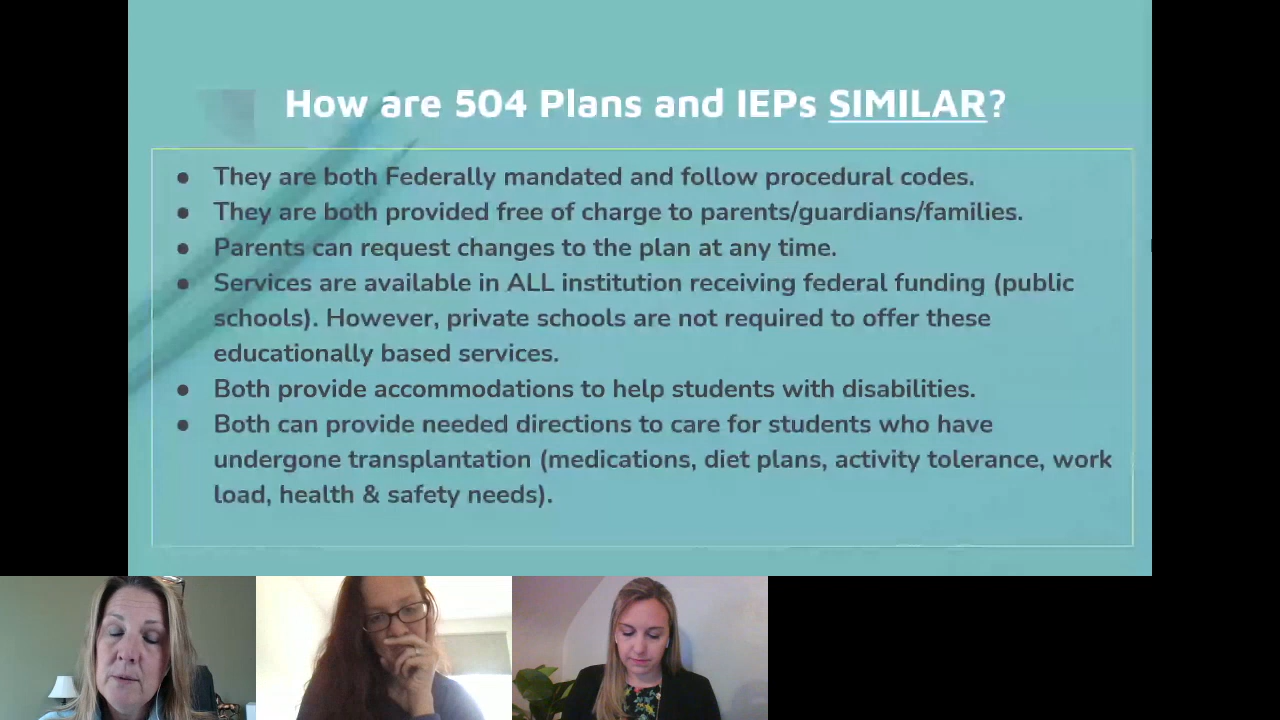 How are 504 Plans and IEPs SIMILAR?
● They are both Federally mandated and follow procedural codes.
● They are both provided free of charge to parents/guardians/families.
● Parents can request changes to the plan at any time.
● Services are available in ALL institution receiving federal funding (public
schools). However, private schools are not required to offer these
educationally based services.
● Both provide accommodations to help students with disabilities.
● Both can provide needed directions to care for students who have
undergone transplantation (medications, diet plans, activity tolerance, work
load, health & safety needs).